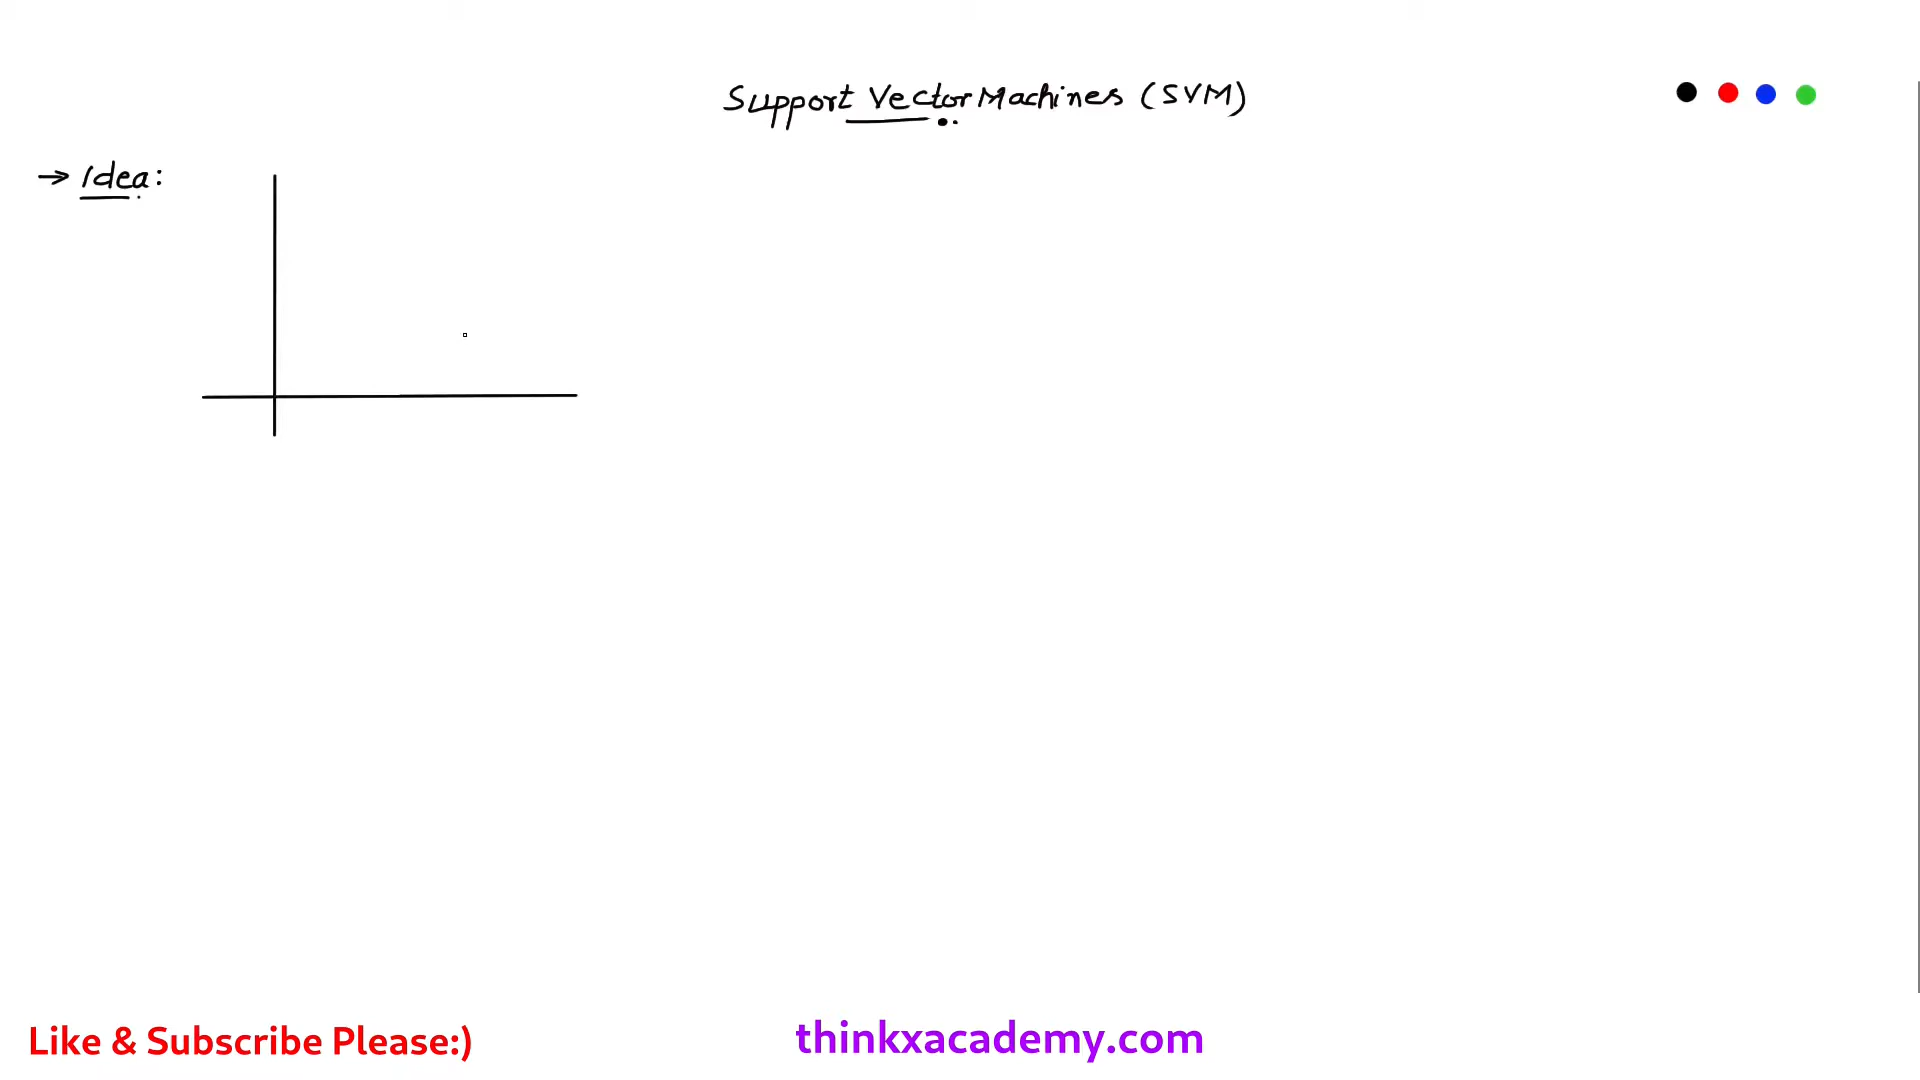 Support Vector Machines (SVM)
→ Idea:
Like & Subscribe Please:)
thinkxacademy.com